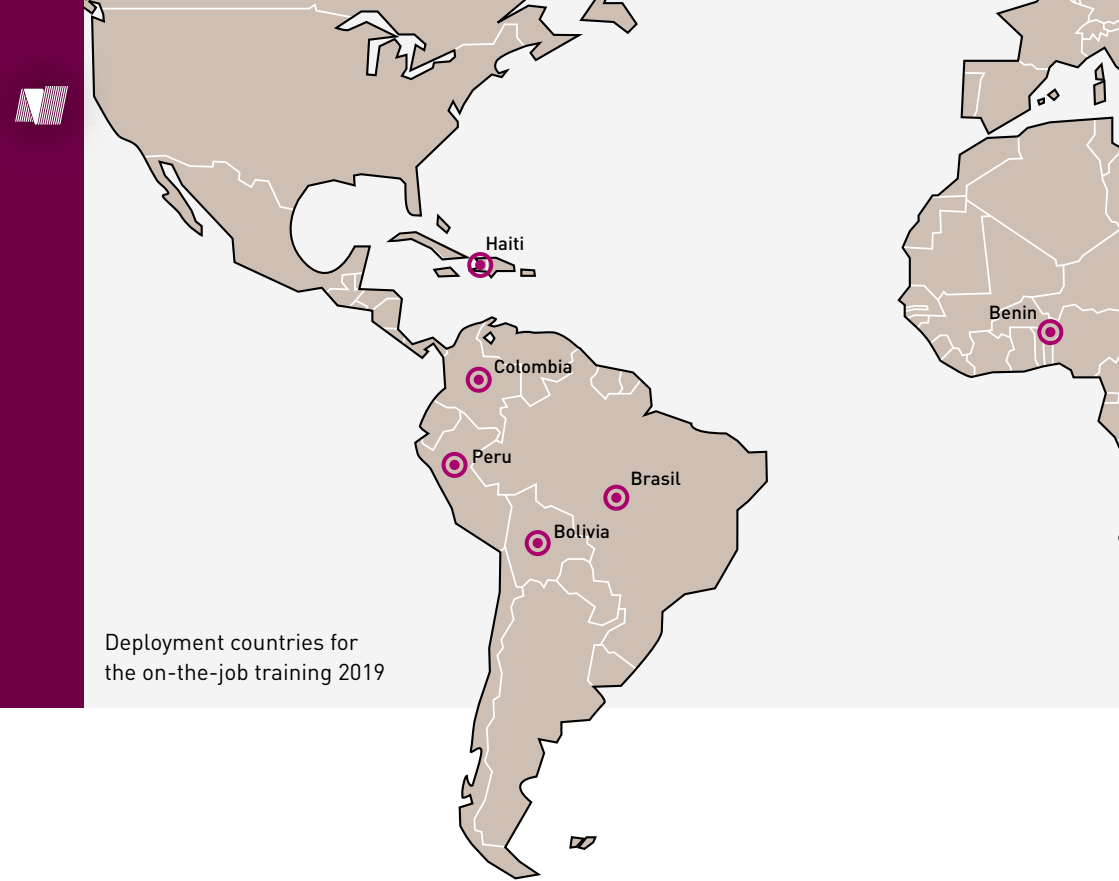 Haiti
Benin
Colombia
Peru
Brasil
Bolivia
Deployment countries for
the on-the-job training 2019